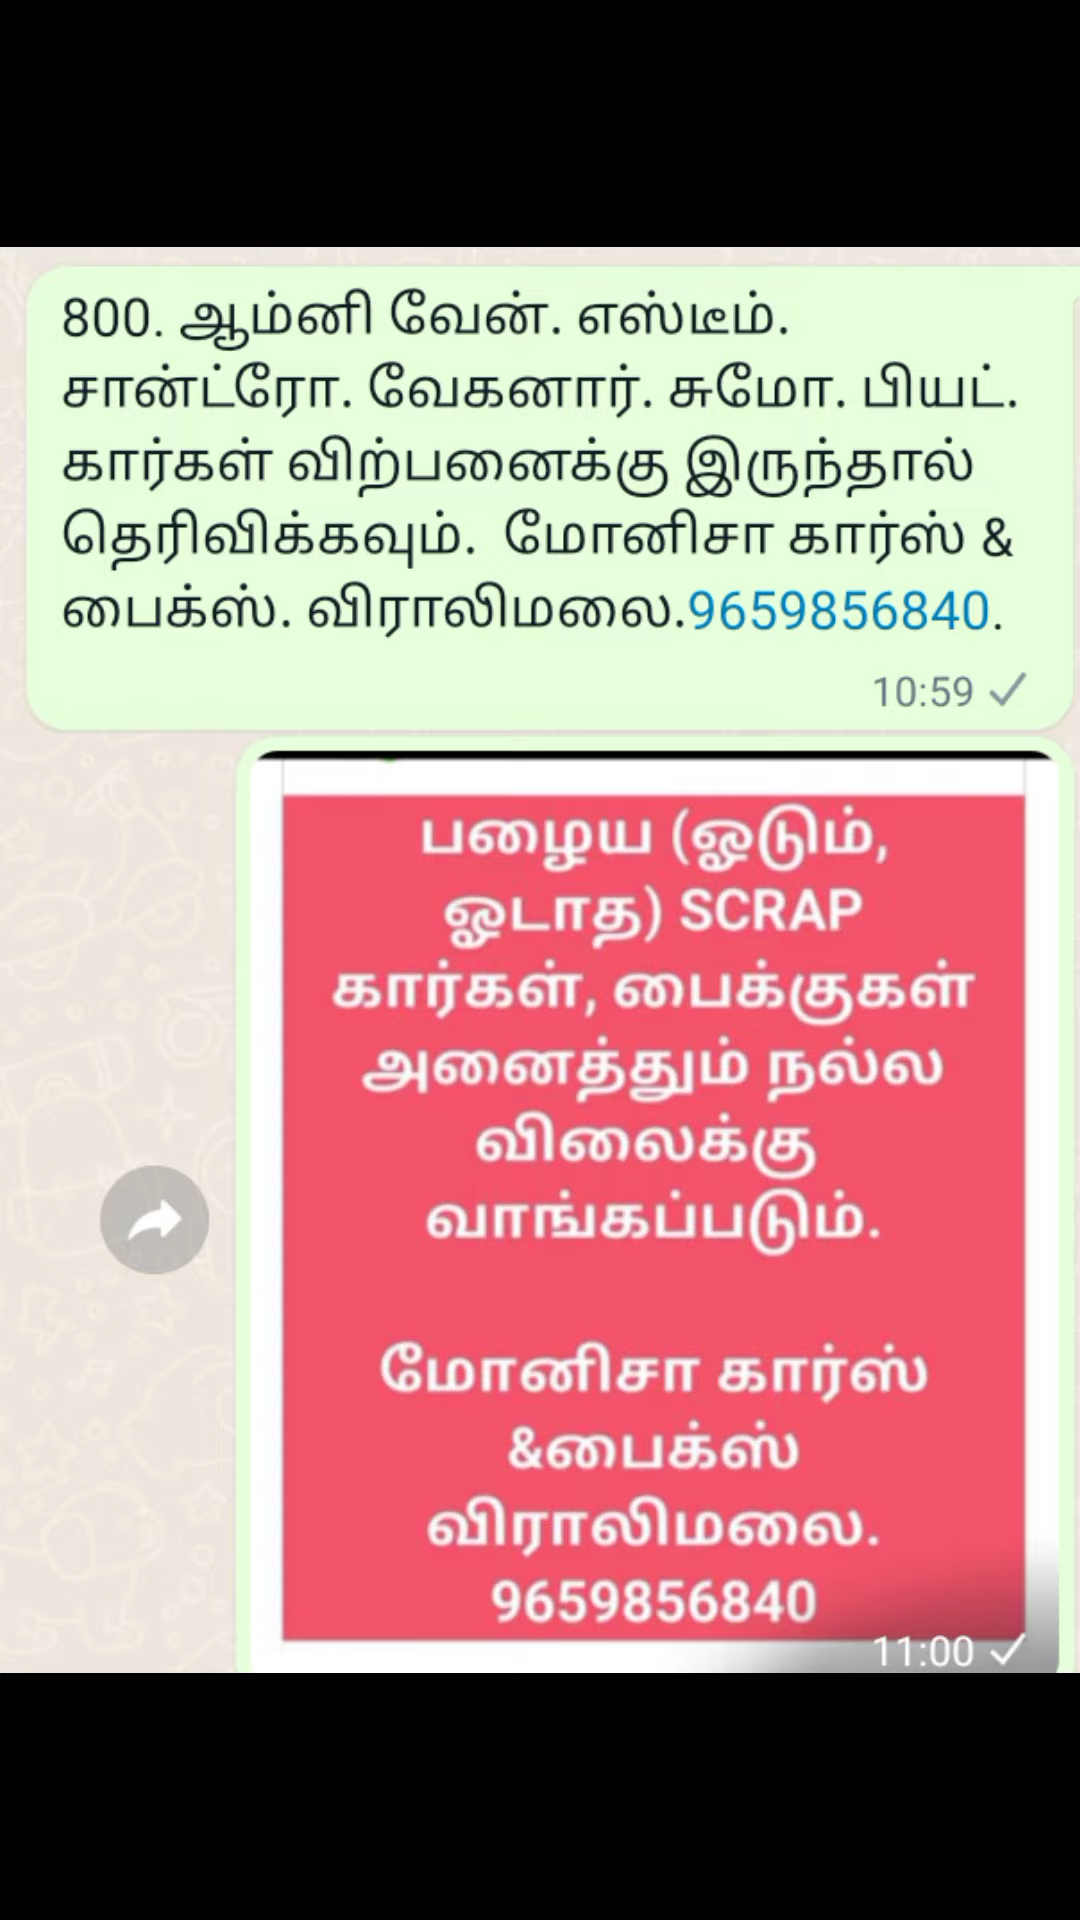 800. ஆம்னி வேன். எஸ்டீம்.
சான்ட்ரோ. வேகனார். சுமோ. பியட்.
கார்கள் விற்பனைக்கு இருந்தால்
தெரிவிக்கவும்.  மோனிசா கார்ஸ் &
பைக்ஸ். விராலிமலை.9659856840.
10:59
பழைய (ஓடும்,
ஓடாத) SCRAP
கார்கள், பைக்குகள்
அனைத்தும் நல்ல
விலைக்கு
வாங்கப்படும்.
மோனிசா கார்ஸ்
&பைக்ஸ்
விராலிமலை.
9659856840
11:00